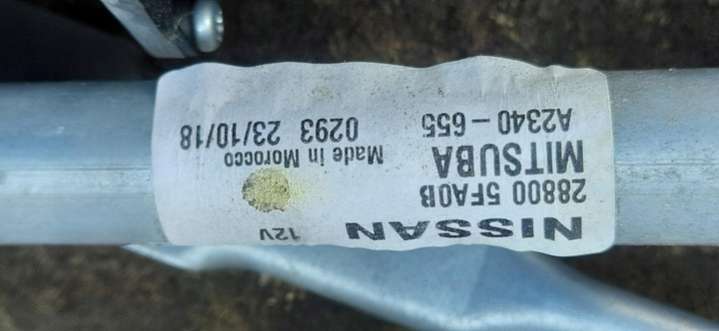 NISSAN 12V
28800 5FA0B
MITSUBA Made in Morocco
A2340-655 0293 23/10/18